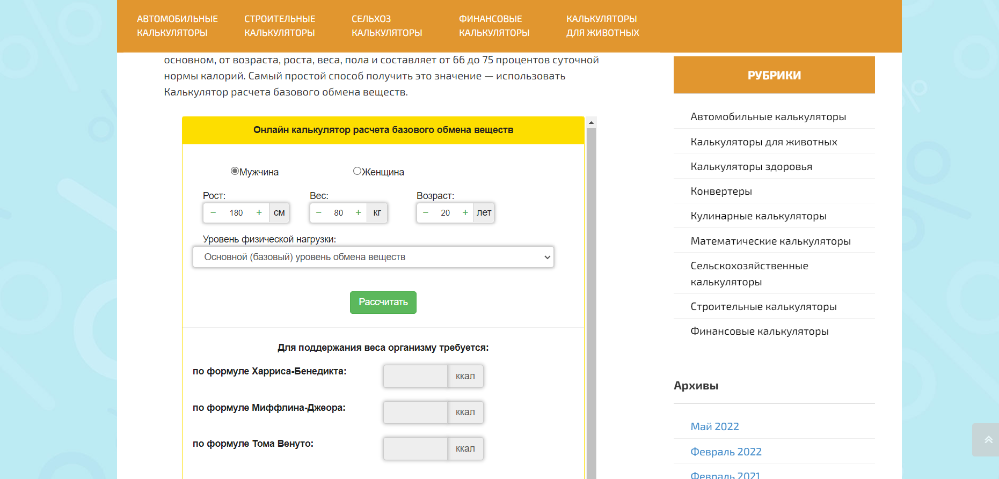 АВТОМОБИЛЬНЫЕ
КАЛЬКУЛЯТОРЫ
СТРОИТЕЛЬНЫЕ
КАЛЬКУЛЯТОРЫ
СЕЛЬХОЗ
КАЛЬКУЛЯТОРЫ
ФИНАНСОВЫЕ
КАЛЬКУЛЯТОРЫ
КАЛЬКУЛЯТОРЫ
ДЛЯ ЖИВОТНЫХ
основном, от возраста, роста, веса, пола и составляет от 66 до 75 процентов суточной
нормы калорий. Самый простой способ получить это значение — использовать
Калькулятор расчета базового обмена веществ.
Онлайн калькулятор расчета базового обмена веществ
Мужчина
Женщина
Рост:
Вес:
Возраст:
− 180 + см
− 80 + кг
− 20 + лет
Уровень физической нагрузки:
Основной (базовый) уровень обмена веществ
Рассчитать
Для поддержания веса организму требуется:
по формуле Харриса-Бенедикта:
ккал
по формуле Миффлина-Джеора:
ккал
по формуле Тома Венуто:
ккал
РУБРИКИ
Автомобильные калькуляторы
Калькуляторы для животных
Калькуляторы здоровья
Конвертеры
Кулинарные калькуляторы
Математические калькуляторы
Сельскохозяйственные
калькуляторы
Строительные калькуляторы
Финансовые калькуляторы
Архивы
Май 2022
Февраль 2022
Февраль 2021